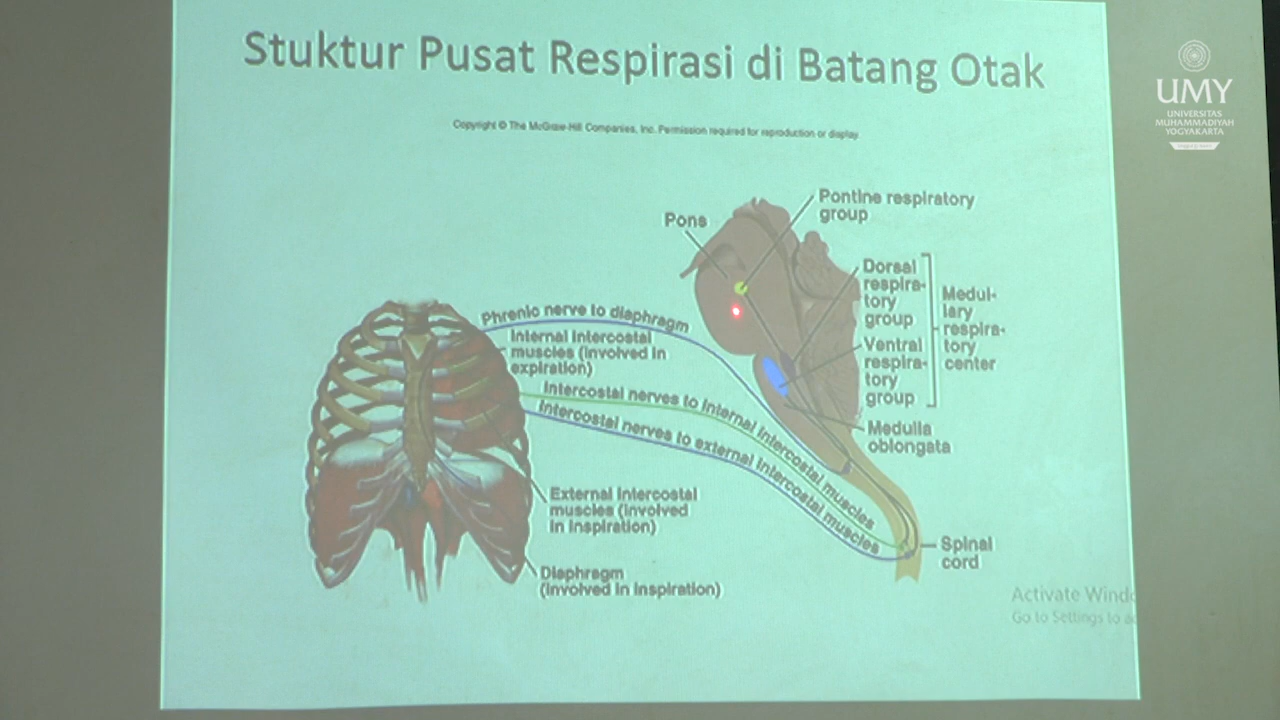 Stuktur Pusat Respirasi di Batang Otak
Copyright © The McGraw-Hill Companies, Inc. Permission required for reproduction or display.
UMY
UNIVERSITAS
MUHAMMADIYAH
YOGYAKARTA
Pontine respiratory
group
Pons
Dorsal
respira-
tory
group
Medul-
lary
respira-
tory
center
Ventral
respira-
tory
group
Medulla
oblongata
Phrenic nerve to diaphragm
Internal intercostal
muscles (involved in
expiration)
Intercostal nerves to internal intercostal muscles
Intercostal nerves to external intercostal muscles
External intercostal
muscles (involved
in inspiration)
Diaphragm
(involved in inspiration)
Spinal
cord
Activate Windo
Go to Settings to ac